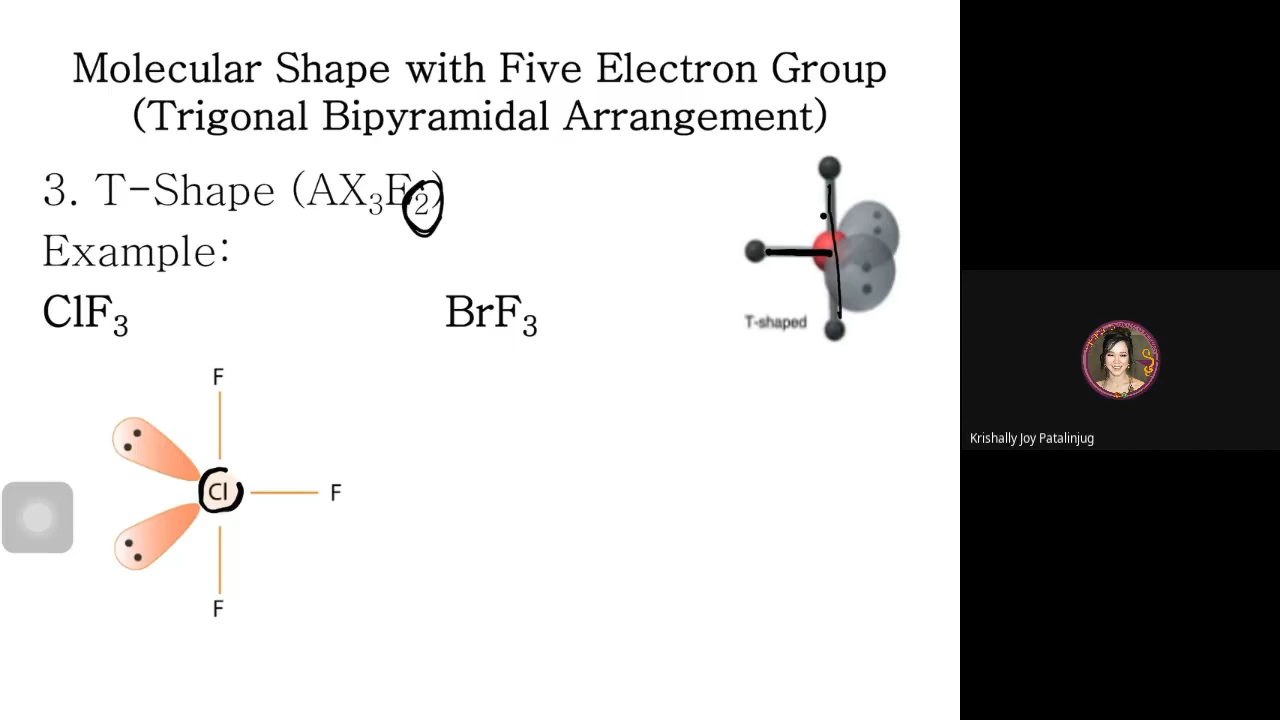 Molecular Shape with Five Electron Group
(Trigonal Bipyramidal Arrangement)
3. T-Shape (AX₃E₂)
Example:
ClF₃ BrF₃
T-shaped
F
Cl F
F
Krishally Joy Patalinjug